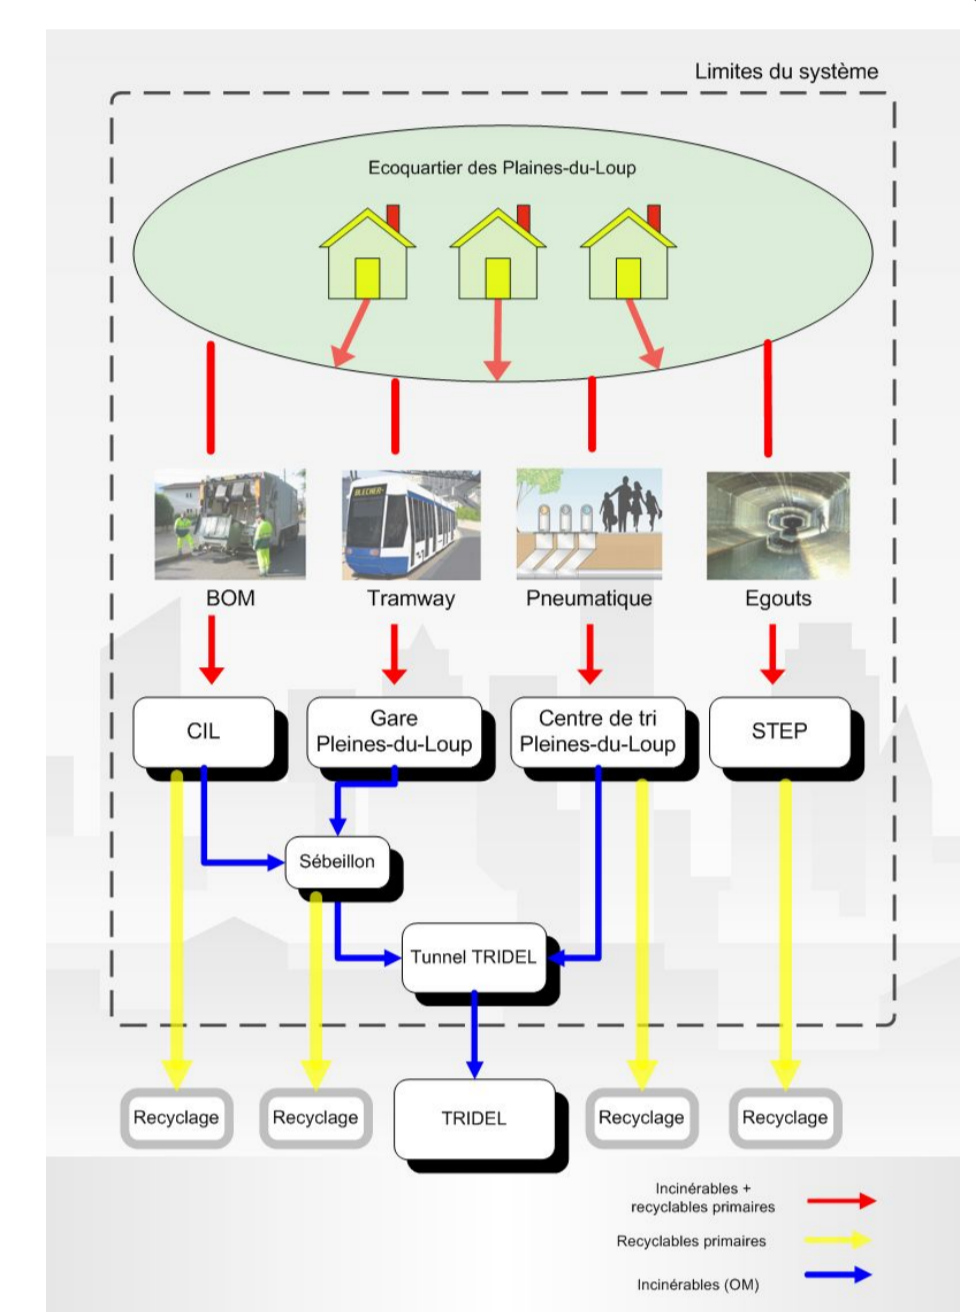 Limites du système
Ecoquartier des Plaines-du-Loup
BLECHER
BOM
Tramway
Pneumatique
Egouts
CIL
Gare
Pleines-du-Loup
Centre de tri
Pleines-du-Loup
STEP
Sébeillon
Tunnel TRIDEL
Recyclage
Recyclage
TRIDEL
Recyclage
Recyclage
Incinérables +
recyclables primaires
Recyclables primaires
Incinérables (OM)